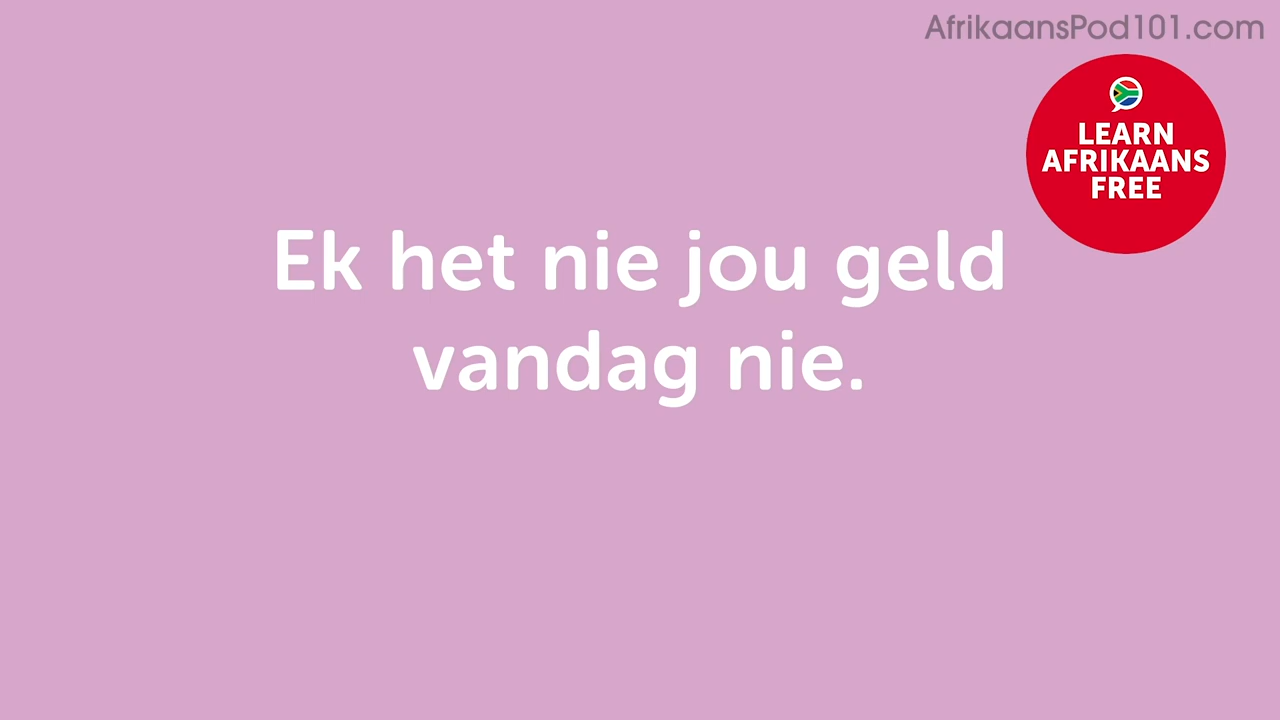 AfrikaansPod101.com
LEARN
AFRIKAANS
FREE
Ek het nie jou geld
vandag nie.